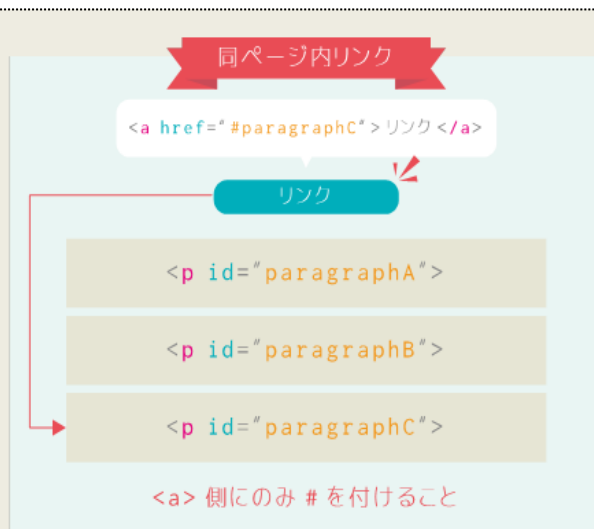 同ページ内リンク
<a href="#paragraphC">リンク</a>
リンク
<p id="paragraphA">
<p id="paragraphB">
<p id="paragraphC">
<a> 側にのみ # を付けること